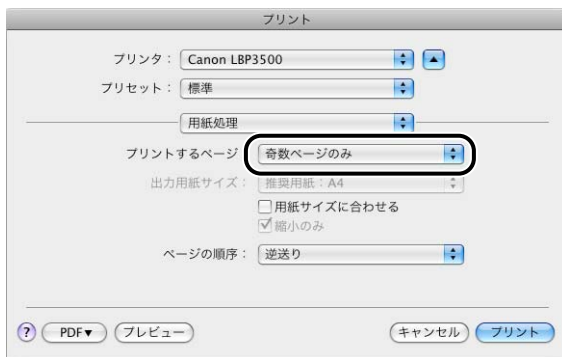 プリント
プリンタ： Canon LBP3500
プリセット： 標準
用紙処理
プリントするページ 奇数ページのみ
出力用紙サイズ： 推奨用紙：A4
用紙サイズに合わせる
縮小のみ
ページの順序： 逆送り
? PDF▼ プレビュー キャンセル プリント